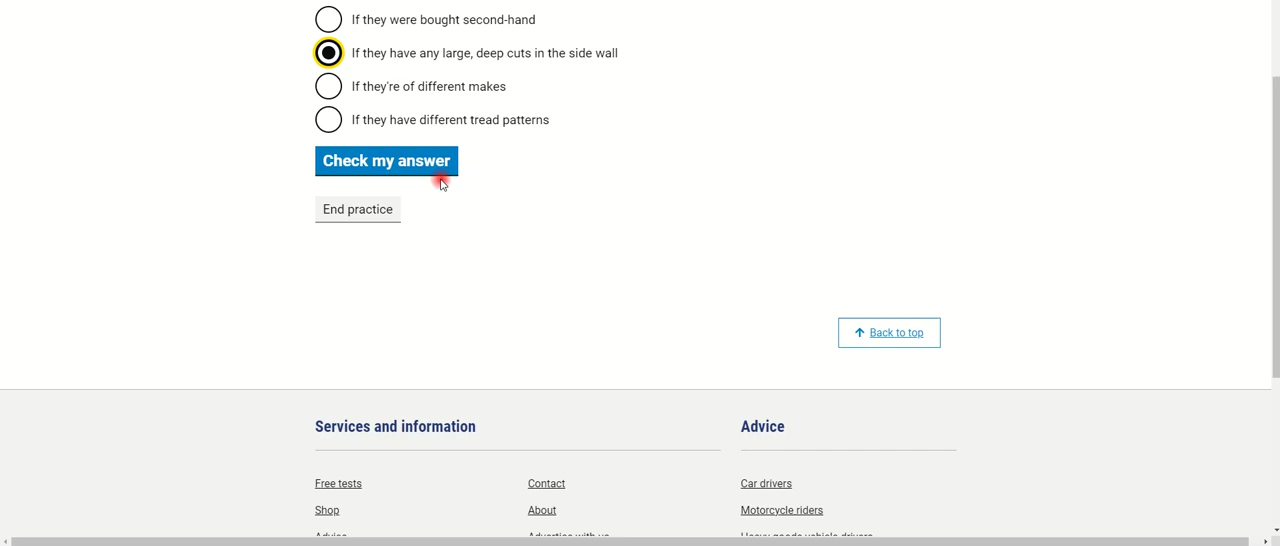 If they were bought second-hand
If they have any large, deep cuts in the side wall
If they're of different makes
If they have different tread patterns
Check my answer
End practice
Back to top
Services and information
Advice
Free tests
Contact
Car drivers
Shop
About
Motorcycle riders